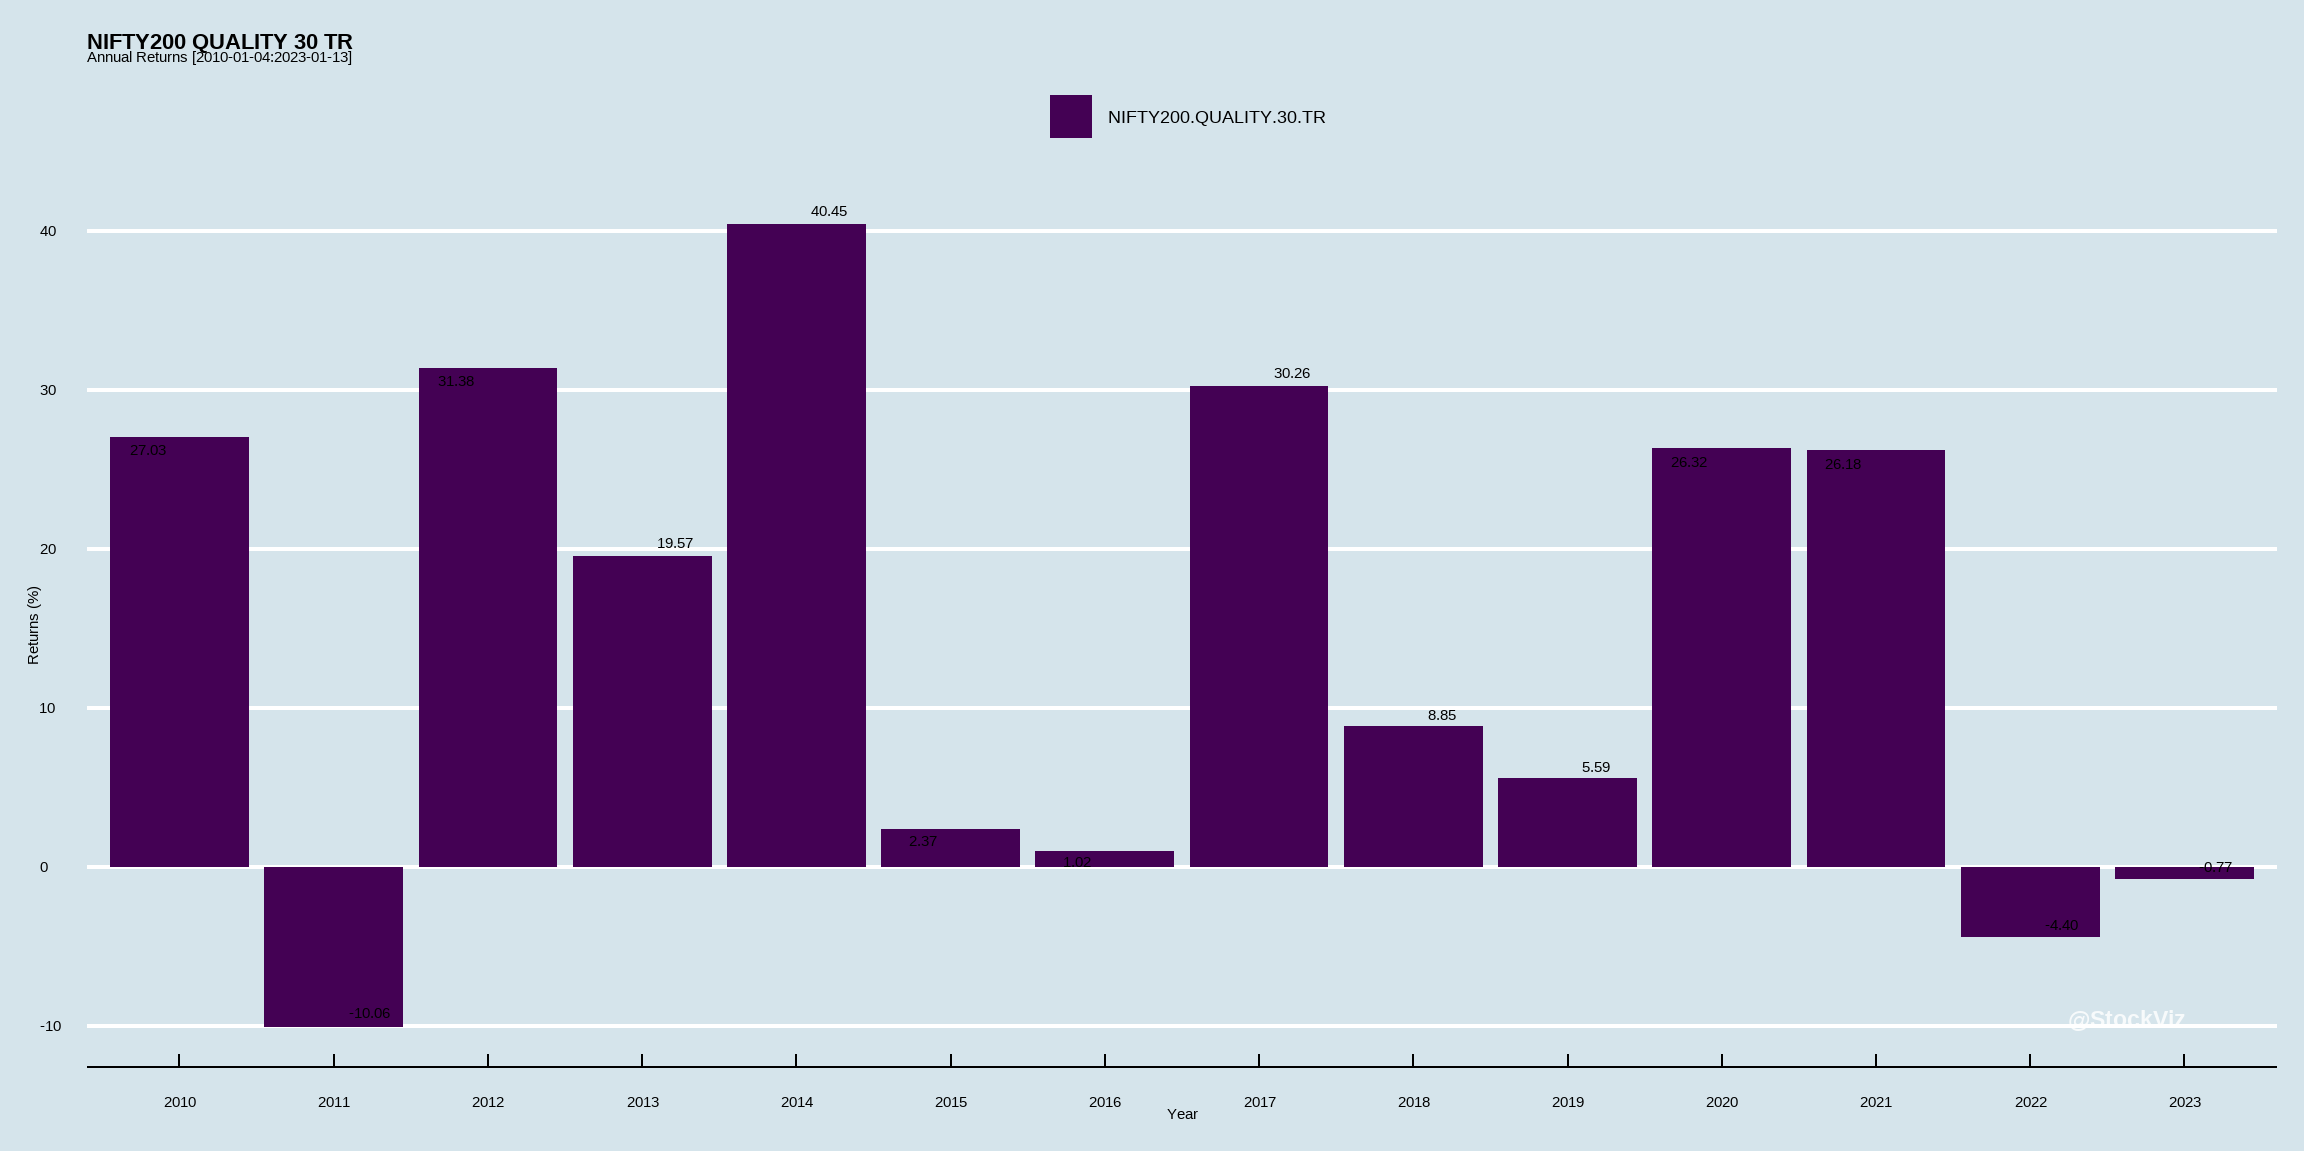 NIFTY200 QUALITY 30 TR
Annual Returns [2010-01-04:2023-01-13]
NIFTY200.QUALITY.30.TR
40.45
40
30.26
31.38
30
27.03
26.32
26.18
19.57
20
Returns (%)
8.85
10
5.59
2.37
1.02
0
-0.77
-4.40
-10.06
-10
@StockViz
2010 2011 2012 2013 2014 2015 2016 2017 2018 2019 2020 2021 2022 2023
Year